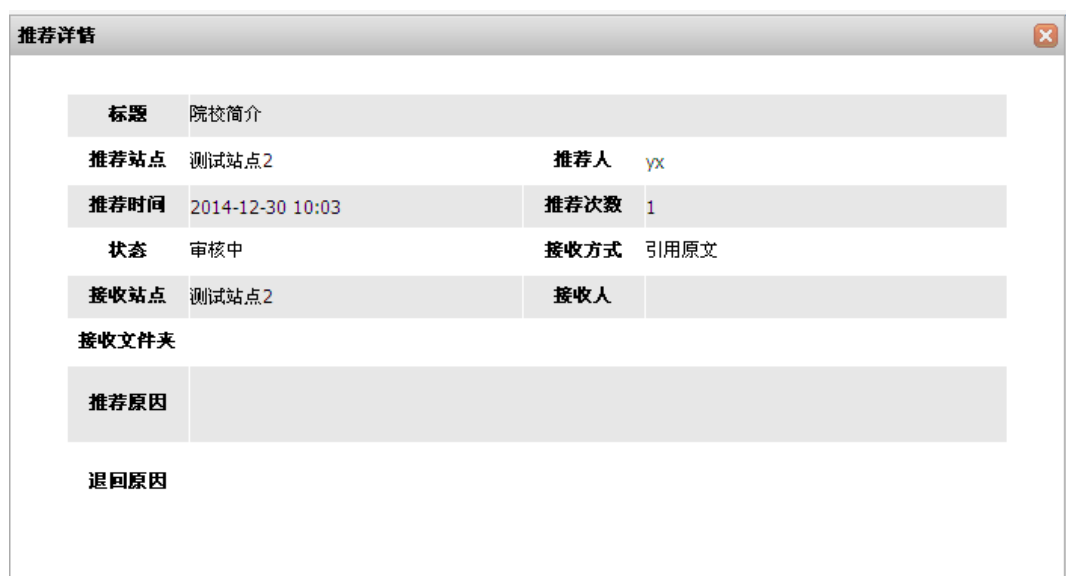 推荐详情
标题 院校简介
推荐站点 测试站点2 推荐人 yx
推荐时间 2014-12-30 10:03 推荐次数 1
状态 审核中 接收方式 引用原文
接收站点 测试站点2 接收人
接收文件夹
推荐原因
退回原因